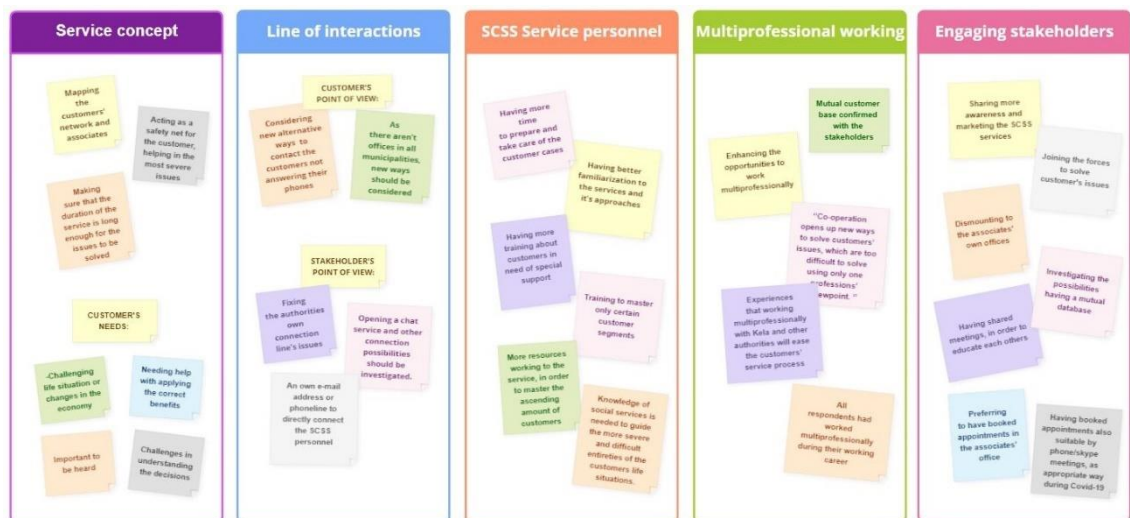 Service concept
Mapping
the
customers'
network and
associates
Acting as a
safety net for
the customer,
helping in the
most severe
issues
Making
sure that the
duration of the
service is long
enough for the
issues to be
solved
CUSTOMER'S
NEEDS:
-Challenging
life situation or
changes in the
economy
Needing help
with applying
the correct
benefits
Important to
be heard
Challenges in
understanding
the decisions
Line of interactions
CUSTOMER'S
POINT OF VIEW:
Considering
new alternative
ways to
contact the
customers not
answering their
phones
As
there aren't
offices in all
municipalities,
new ways
should be
considered
STAKEHOLDER'S
POINT OF VIEW:
Fixing
the authorities
own
connection
line's issues
Opening a chat
service and other
connection
possibilities
should be
investigated.
An own e-mail
address or
phoneline to
directly connect
the SCSS
personnel
SCSS Service personnel
Having more
time
to prepare and
take care of the
customer cases
Having better
familiarization to
the services and
it's approaches
Having more
training about
customers in
need of special
support
Training to master
only certain
customer
segments
More resources
working to the
service, in order
to master the
ascending
amount of
customers
Knowledge of
social services is
needed to guide
the more severe
and difficult
entireties of the
customers life
situations.
Multiprofessional working
Mutual customer
base confirmed
with the
stakeholders
Enhancing the
opportunities to
work
multiprofessionally
"Co-operation
opens up new ways
to solve customers'
issues, which are too
difficult to solve
using only one
professions'
viewpoint. "
Experiences
that working
multiprofessionally
with Kela and other
authorities will ease
the customers'
service process
All
respondents had
worked
multiprofessionally
during their working
career
Engaging stakeholders
Sharing more
awareness and
marketing the SCSS
services
Joining the forces
to solve
customer's issues
Dismounting to
the associates'
own offices
Investigating the
possibilities
having a mutual
database
Having shared
meetings, in order to
educate each others
Preferring
to have booked
appointments in
the associates'
office
Having booked
appointments also
suitable by
phone/skype
meetings, as
appropriate way
during Covid-19